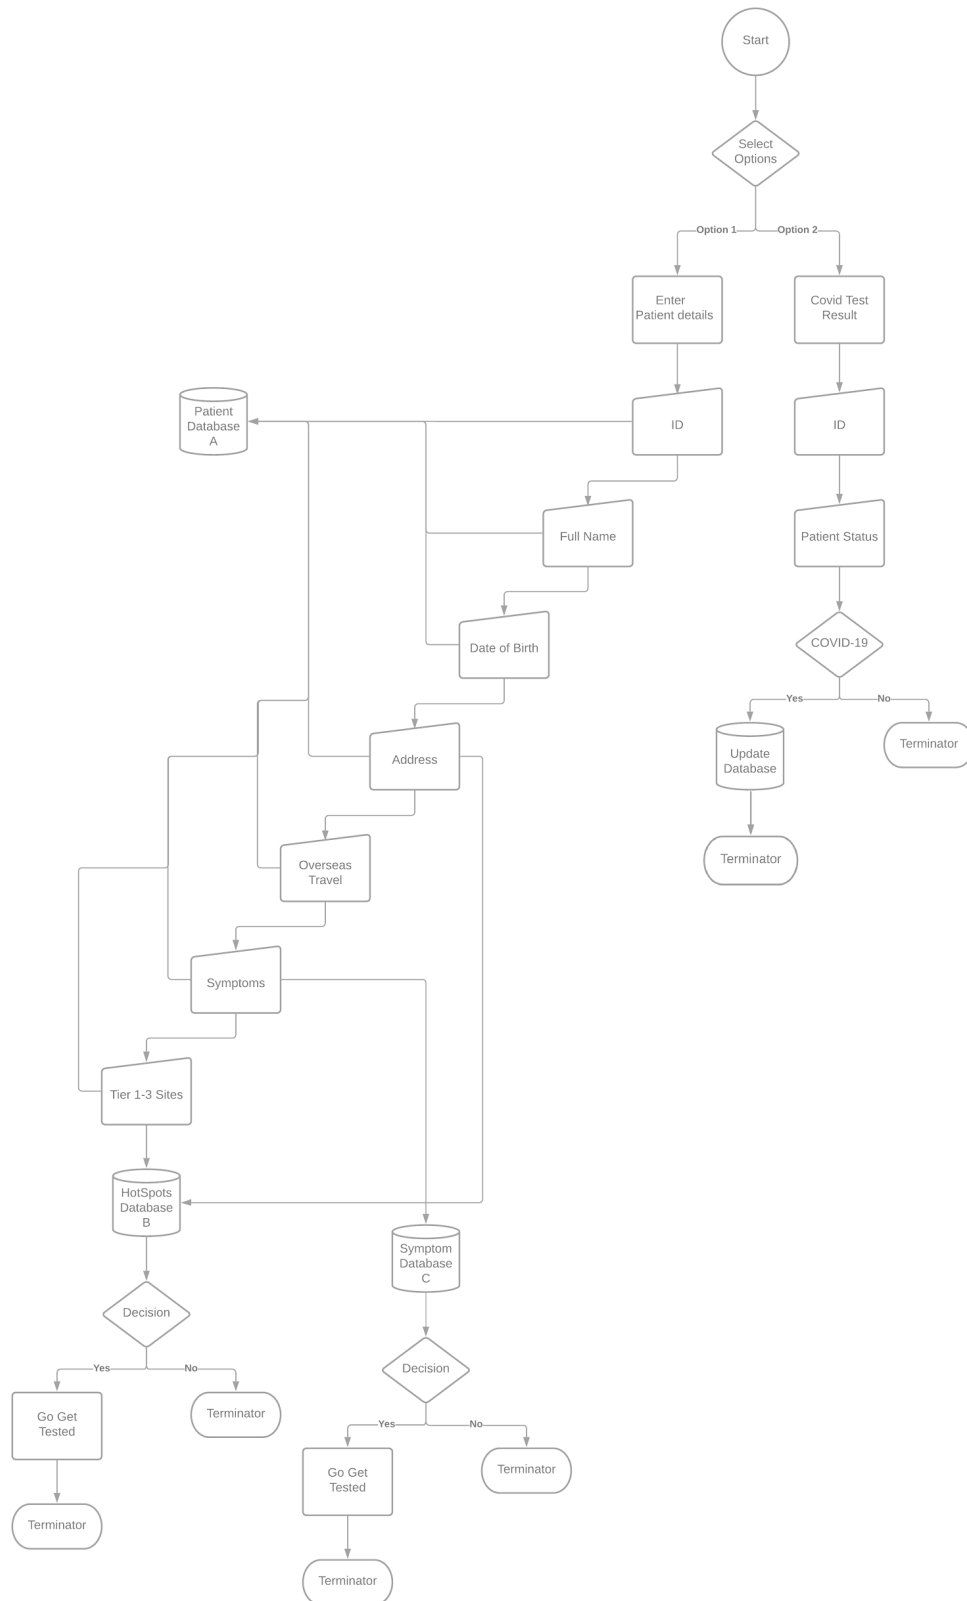 Start
Select
Options
Option 1
Option 2
Enter
Patient details
Covid Test
Result
Patient
Database
A
ID
ID
Full Name
Patient Status
Date of Birth
COVID-19
Yes
No
Address
Update
Database
Terminator
Overseas
Travel
Terminator
Symptoms
Tier 1-3 Sites
HotSpots
Database
B
Symptom
Database
C
Decision
Decision
Yes
No
Go Get
Tested
Terminator
Yes
No
Go Get
Tested
Terminator
Terminator
Terminator